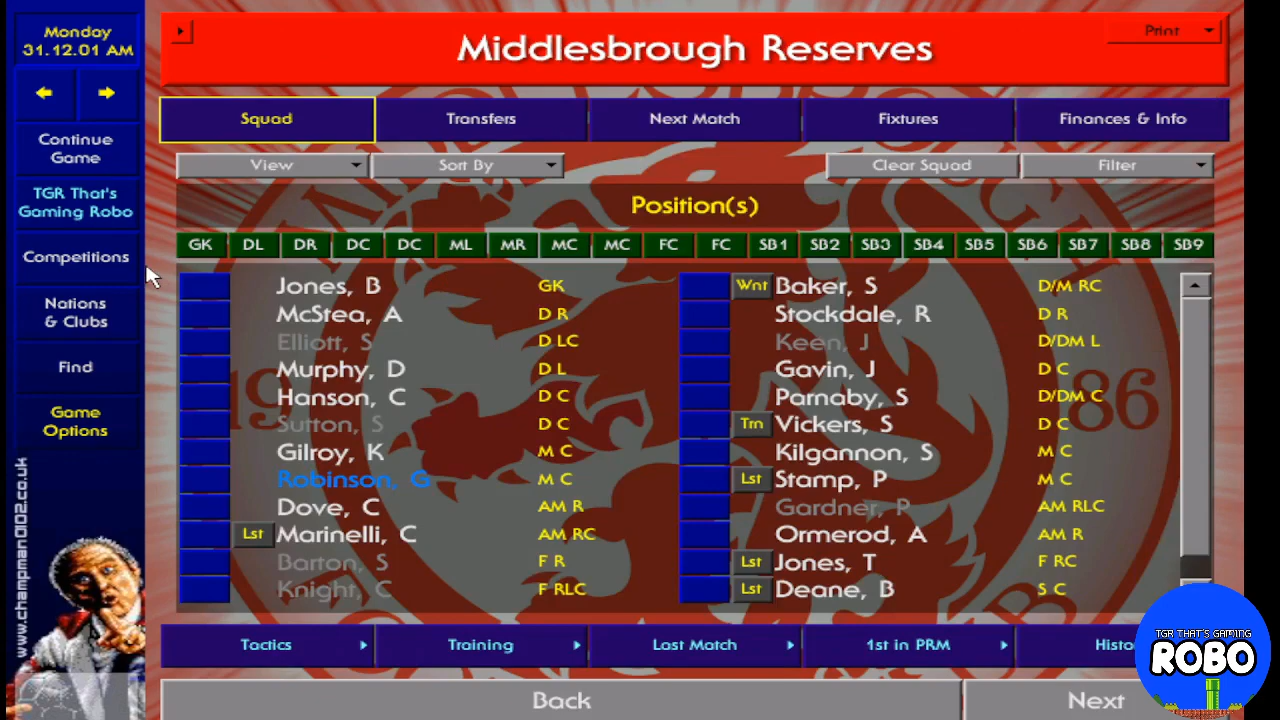 Monday
31.12.01 AM
Continue
Game
TGR That's
Gaming Robo
Competitions
Nations
& Clubs
Find
Game
Options
www.champman0102.co.uk
Middlesbrough Reserves
Print
Squad Transfers Next Match Fixtures Finances & Info
View Sort By Clear Squad Filter
Position(s)
GK DL DR DC DC ML MR MC MC FC FC SB1 SB2 SB3 SB4 SB5 SB6 SB7 SB8 SB9
Jones, B GK Wnt Baker, S D/M RC
McStea, A D R Stockdale, R D R
Elliott, S D LC Keen, J D/DM L
Murphy, D D L Gavin, J D C
Hanson, C D C Parnaby, S D/DM C
Sutton, S D C Trn Vickers, S D C
Gilroy, K M C Kilgannon, S M C
Robinson, G M C Lst Stamp, P M C
Dove, C AM R Gardner, P AM RLC
Lst Marinelli, C AM RC Ormerod, A AM R
Barton, S F R Lst Jones, T F RC
Knight, C F RLC Lst Deane, B S C
19 86
Tactics Training Last Match 1st in PRM Histo
Back Next
TGR THAT'S GAMING
ROBO